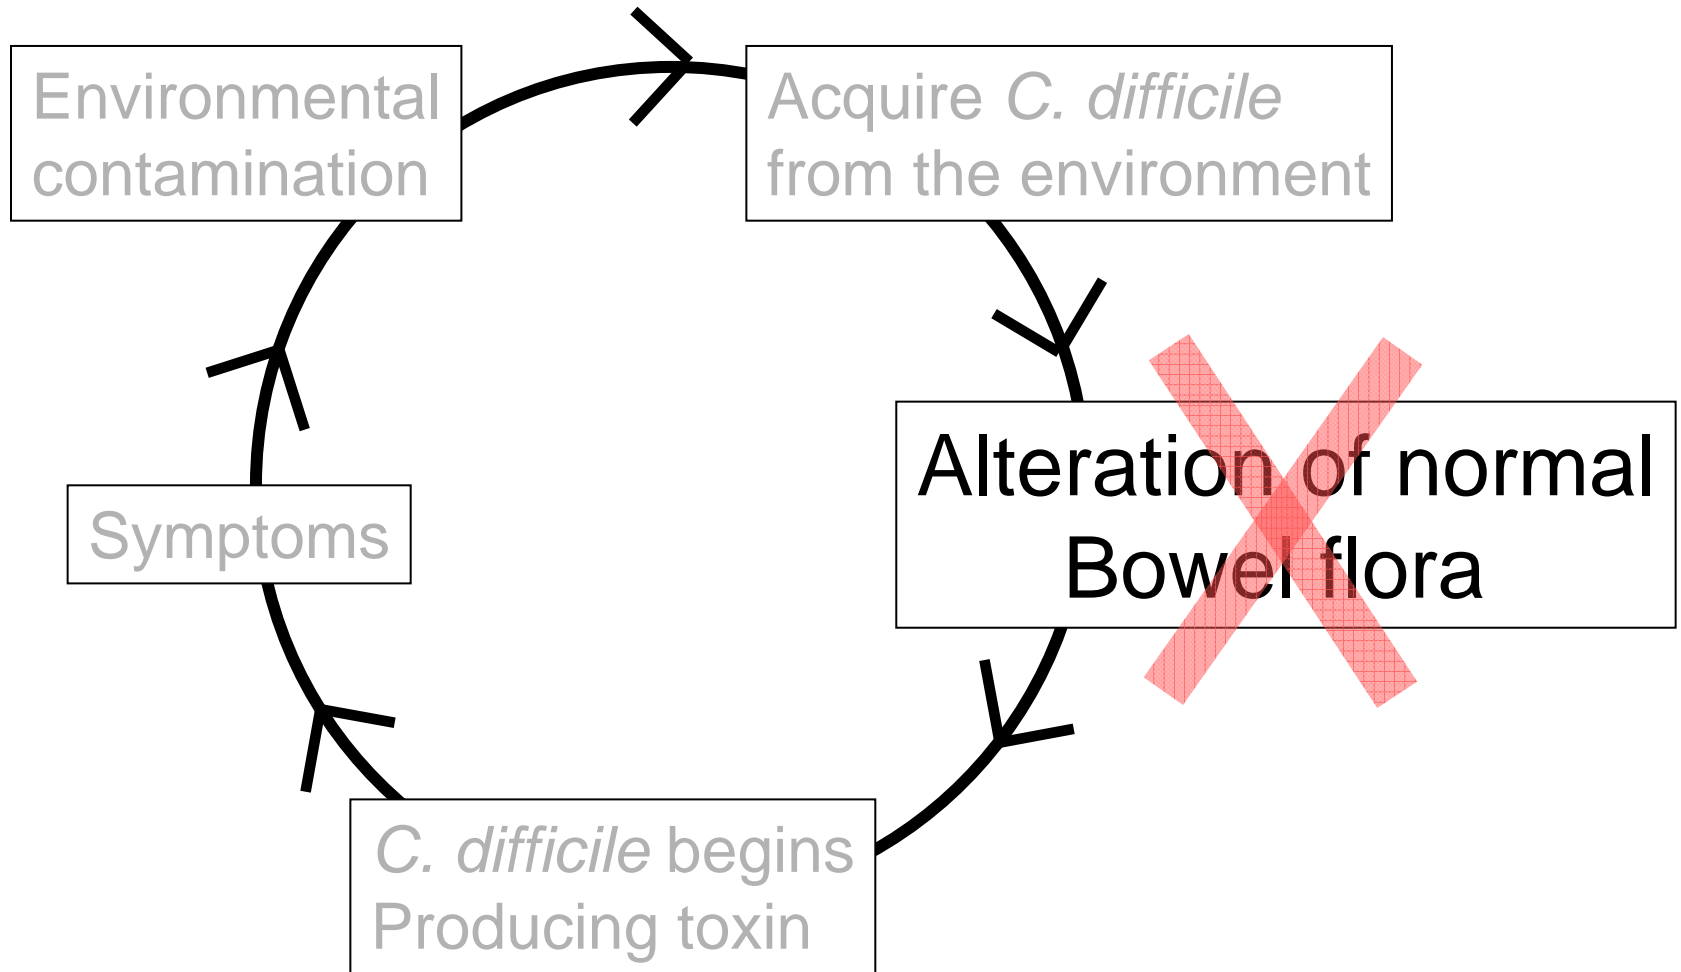 Environmental
contamination
Acquire C. difficile
from the environment
Alteration of normal
Bowel flora
C. difficile begins
Producing toxin
Symptoms